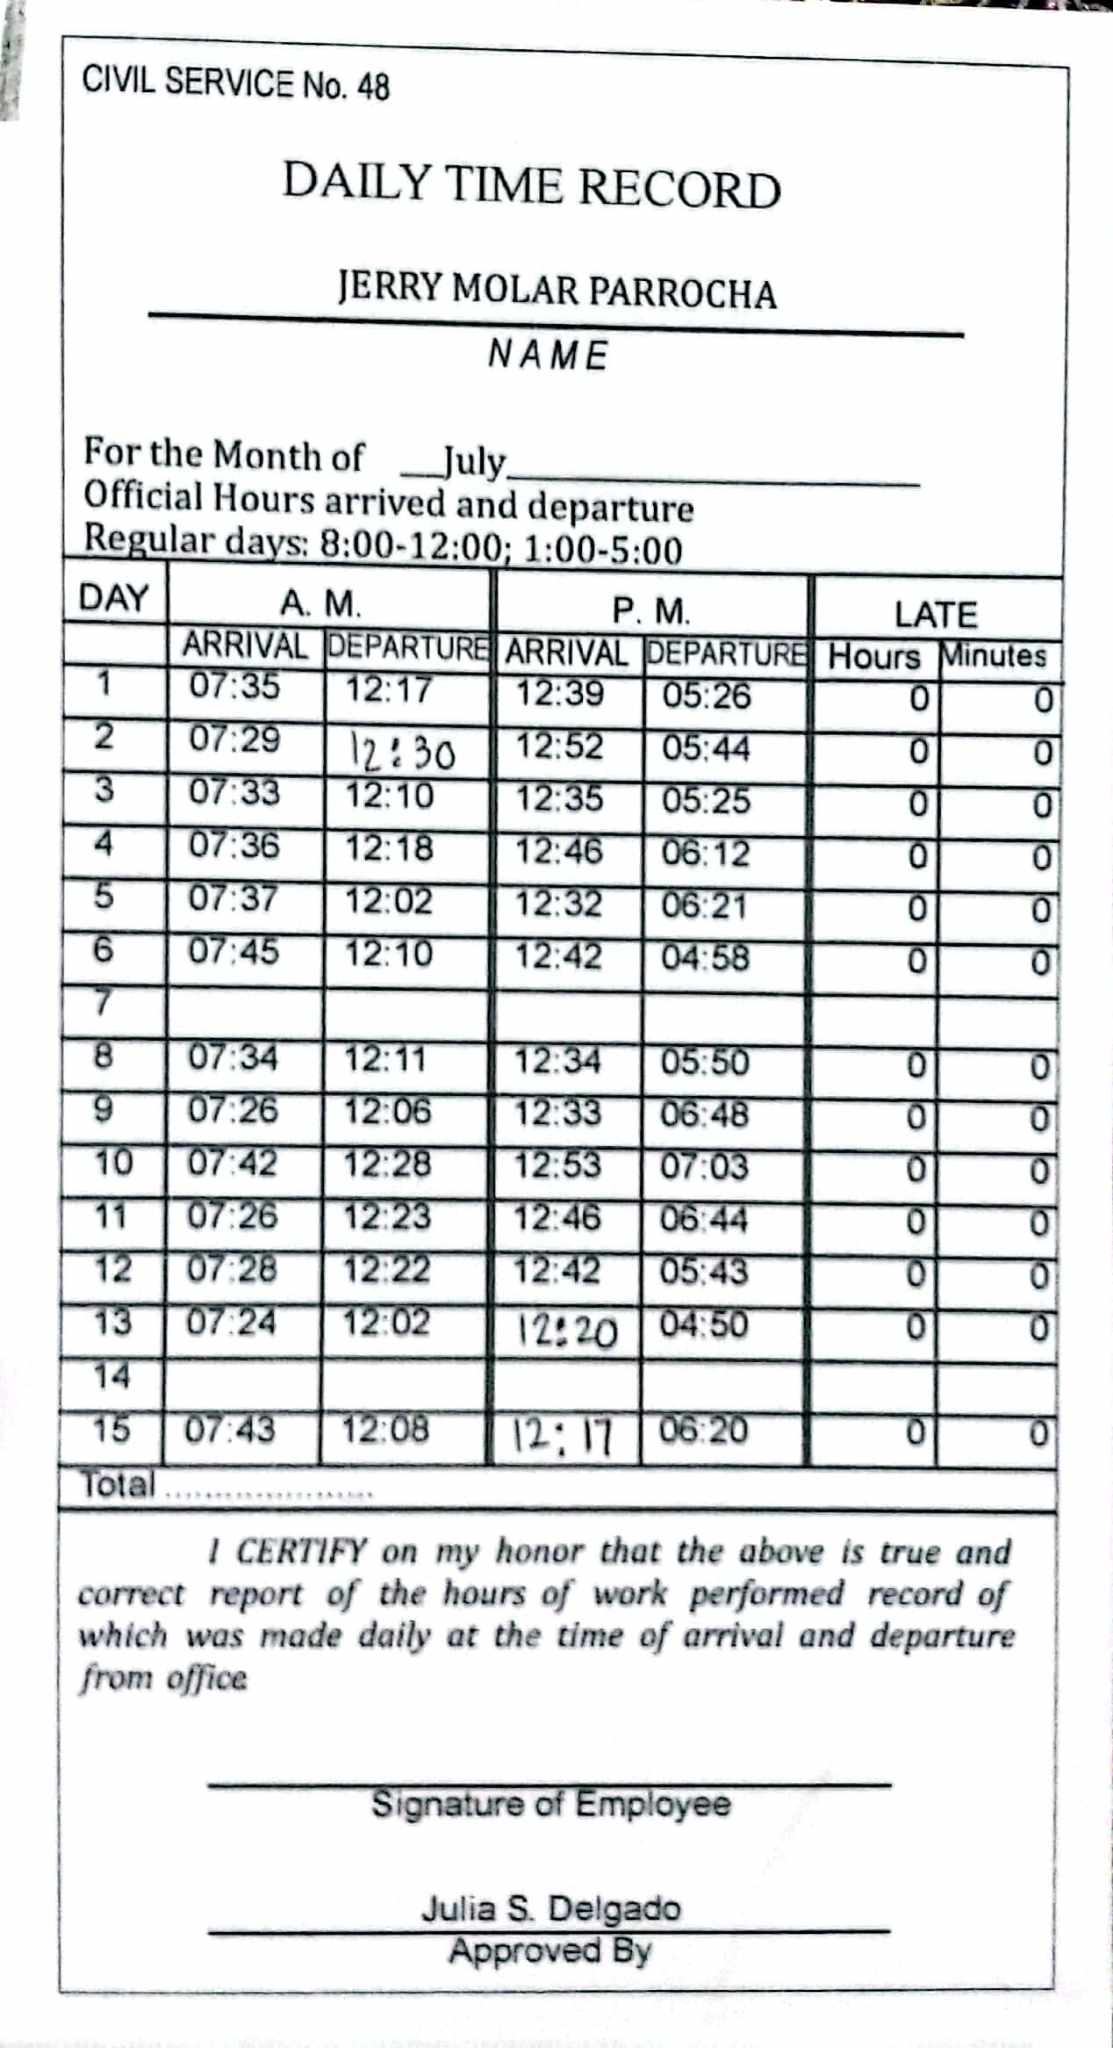 CIVIL SERVICE No. 48
DAILY TIME RECORD
JERRY MOLAR PARROCHA
NAME
For the Month of __July____________________
Official Hours arrived and departure
Regular days: 8:00-12:00; 1:00-5:00
DAY A. M. P. M. LATE
ARRIVAL DEPARTURE ARRIVAL DEPARTURE Hours Minutes
1 07:35 12:17 12:39 05:26 0 0
2 07:29 12:30 12:52 05:44 0 0
3 07:33 12:10 12:35 05:25 0 0
4 07:36 12:18 12:46 06:12 0 0
5 07:37 12:02 12:32 06:21 0 0
6 07:45 12:10 12:42 04:58 0 0
7
8 07:34 12:11 12:34 05:50 0 0
9 07:26 12:06 12:33 06:48 0 0
10 07:42 12:28 12:53 07:03 0 0
11 07:26 12:23 12:46 06:44 0 0
12 07:28 12:22 12:42 05:43 0 0
13 07:24 12:02 12:20 04:50 0 0
14
15 07:43 12:08 12:17 06:20 0 0
Total .....................
I CERTIFY on my honor that the above is true and
correct report of the hours of work performed record of
which was made daily at the time of arrival and departure
from office.
Signature of Employee
Julia S. Delgado
Approved By